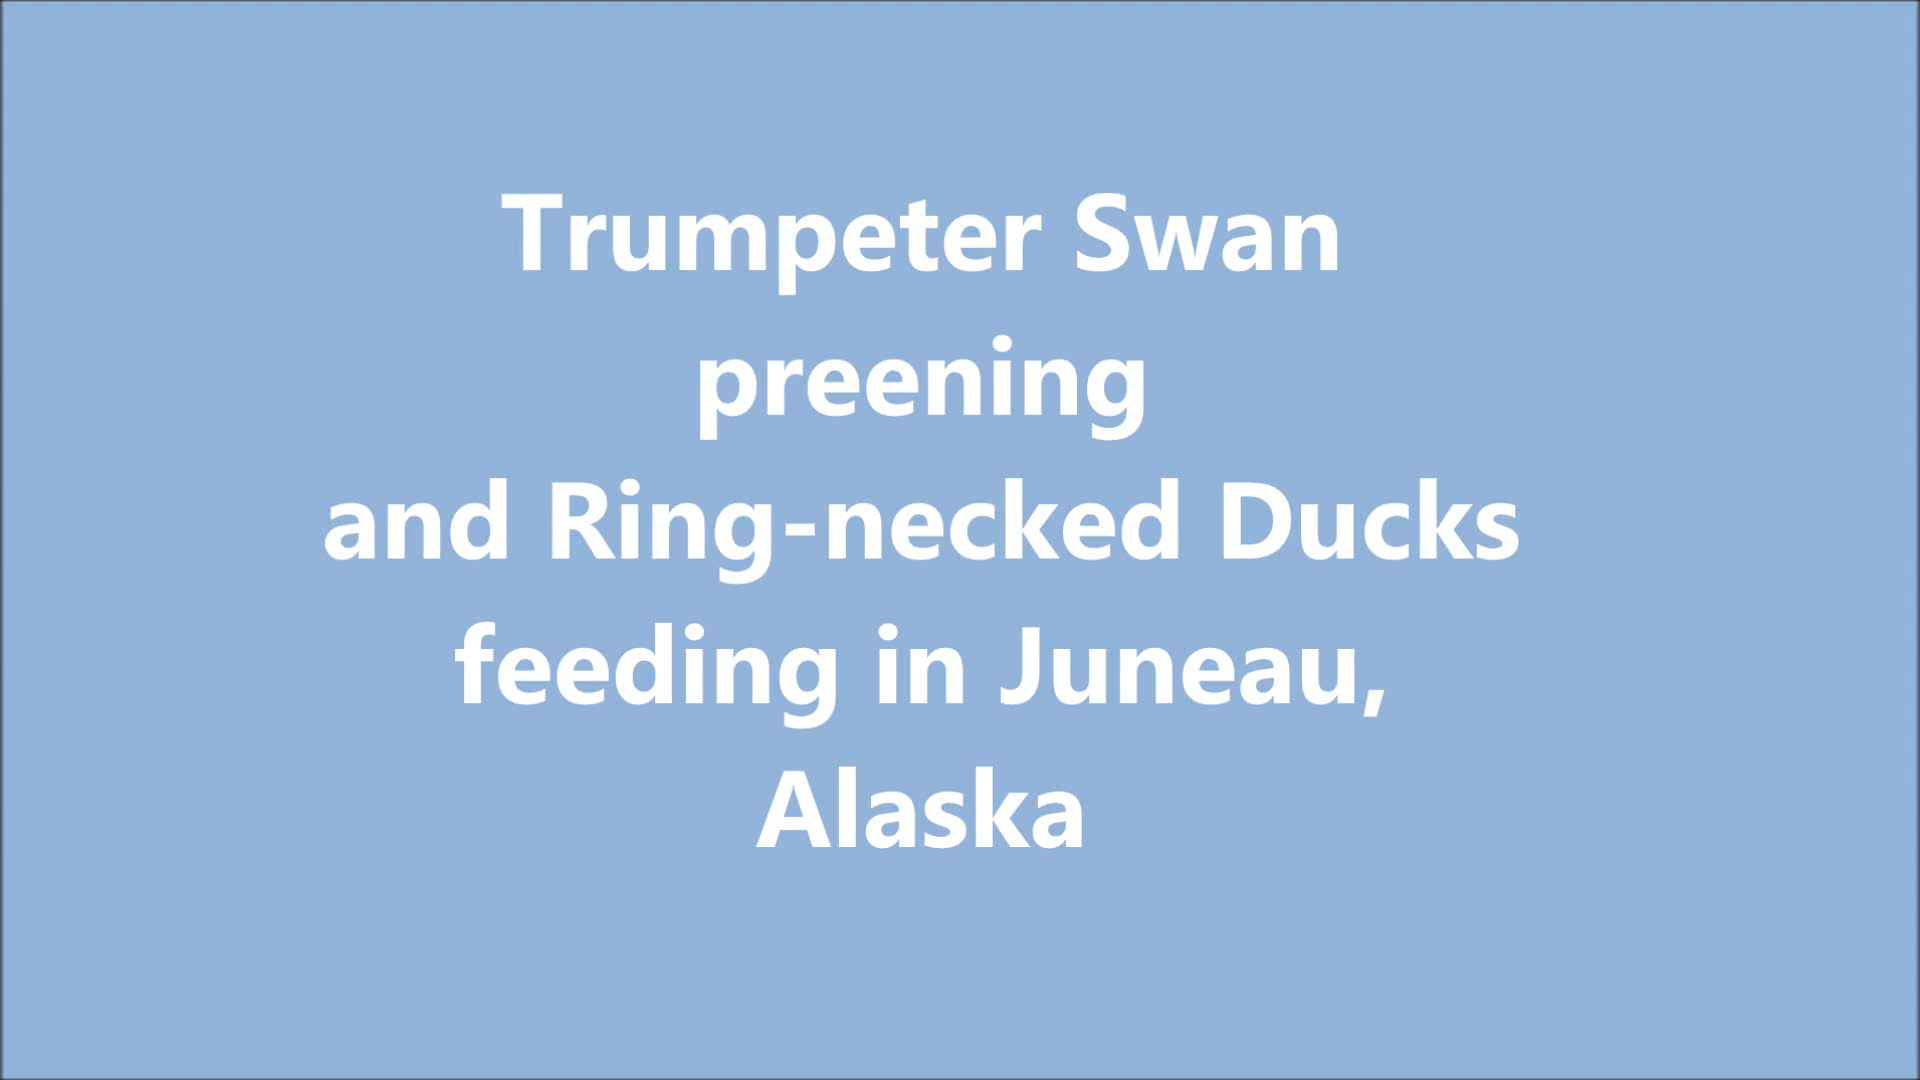 Trumpeter Swan
preening
and Ring-necked Ducks
feeding in Juneau,
Alaska